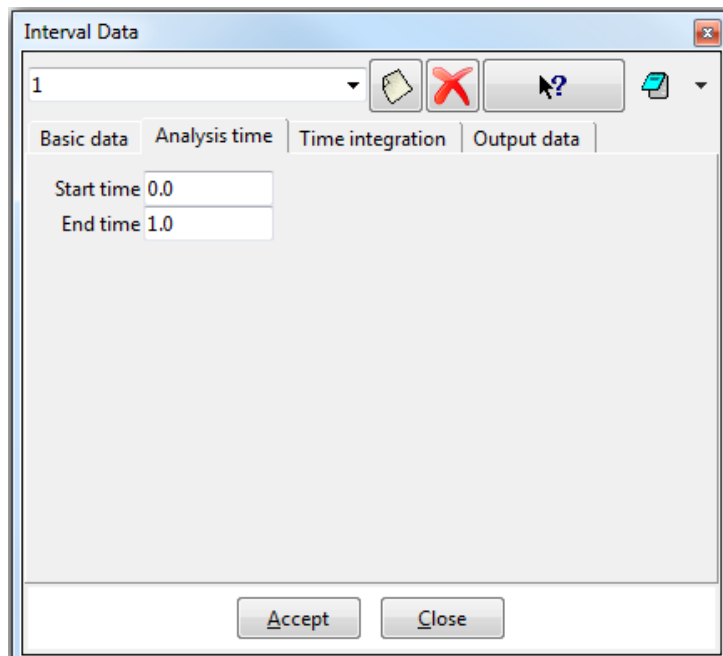 Interval Data
1
?
Basic data Analysis time Time integration Output data
Start time 0.0
End time 1.0
Accept Close